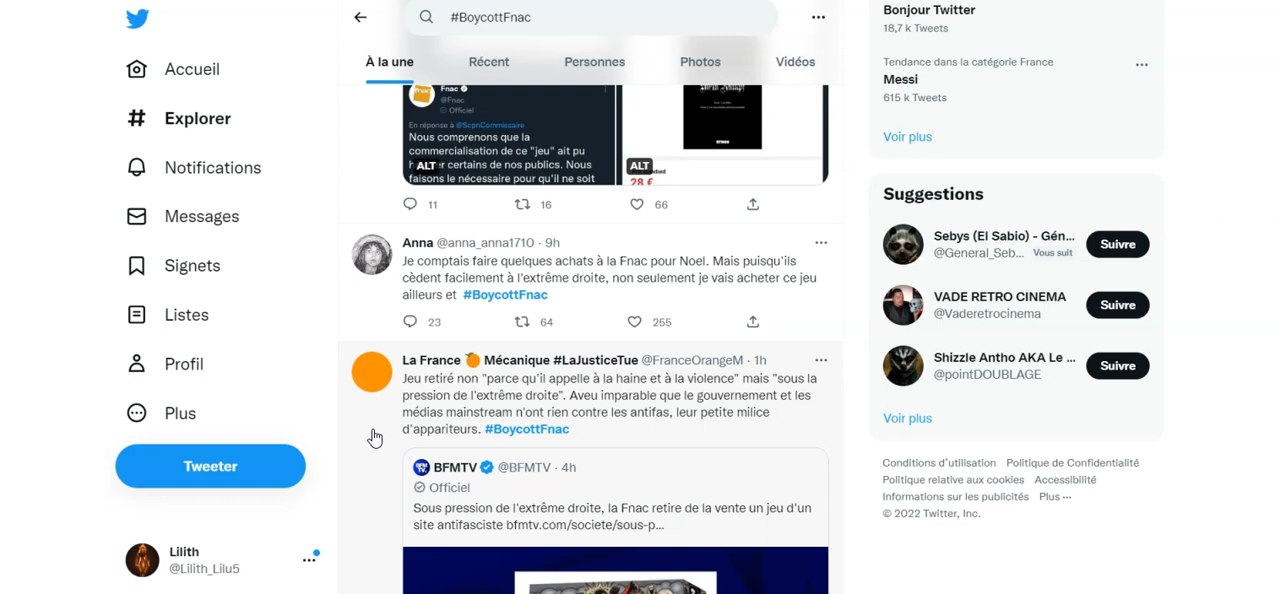 #BoycottFnac
À la une
Récent
Personnes
Photos
Vidéos
Accueil
Explorer
Notifications
Messages
Signets
Listes
Profil
Plus
Tweeter
Lilith
@Lilith_Lilu5
Fnac
@Fnac
Officiel
En réponse à @ScpnCommissaire
Nous comprenons que la
commercialisation de ce "jeu" ait pu
certains de nos publics. Nous
faisons le nécessaire pour qu'il ne soit
ALT
ALT
28 €
11
16
66
Anna @anna_anna1710 · 9h
Je comptais faire quelques achats à la Fnac pour Noel. Mais puisqu'ils
cèdent facilement à l'extrême droite, non seulement je vais acheter ce jeu
ailleurs et #BoycottFnac
23
64
255
La France 🍊 Mécanique #LaJusticeTue @FranceOrangeM · 1h
Jeu retiré non "parce qu'il appelle à la haine et à la violence" mais "sous la
pression de l'extrême droite". Aveu imparable que le gouvernement et les
médias mainstream n'ont rien contre les antifas, leur petite milice
d'appariteurs. #BoycottFnac
BFMTV @BFMTV · 4h
Officiel
Sous pression de l'extrême droite, la Fnac retire de la vente un jeu d'un
site antifasciste bfmtv.com/societe/sous-p...
Bonjour Twitter
18,7 k Tweets
Tendance dans la catégorie France
Messi
615 k Tweets
Voir plus
Suggestions
Sebys (El Sabio) - Gén...
@General_Seb... Vous suit
Suivre
VADE RETRO CINEMA
@Vaderetrocinema
Suivre
Shizzle Antho AKA Le ...
@pointDOUBLAGE
Suivre
Voir plus
Conditions d'utilisation Politique de Confidentialité
Politique relative aux cookies Accessibilité
Informations sur les publicités Plus ···
© 2022 Twitter, Inc.